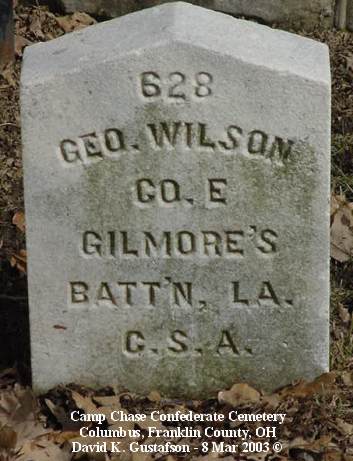 628
GEO. WILSON
CO. E
GILMORE'S
BATT'N, LA.
C.S.A.
Camp Chase Confederate Cemetery
Columbus, Franklin County, OH
David K. Gustafson - 8 Mar 2003 ©